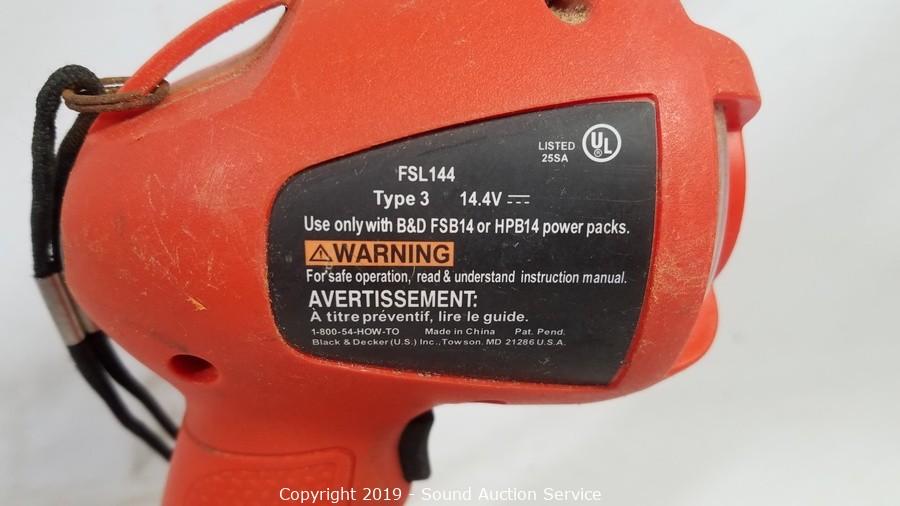 LISTED
25SA
UL
FSL144
Type 3 14.4V
Use only with B&D FSB14 or HPB14 power packs.
WARNING
For safe operation, read & understand instruction manual.
AVERTISSEMENT:
À titre préventif, lire le guide.
1-800-54-HOW-TO Made in China Pat. Pend.
Black & Decker (U.S.) Inc., Towson, MD 21286 U.S.A.
Copyright 2019 - Sound Auction Service